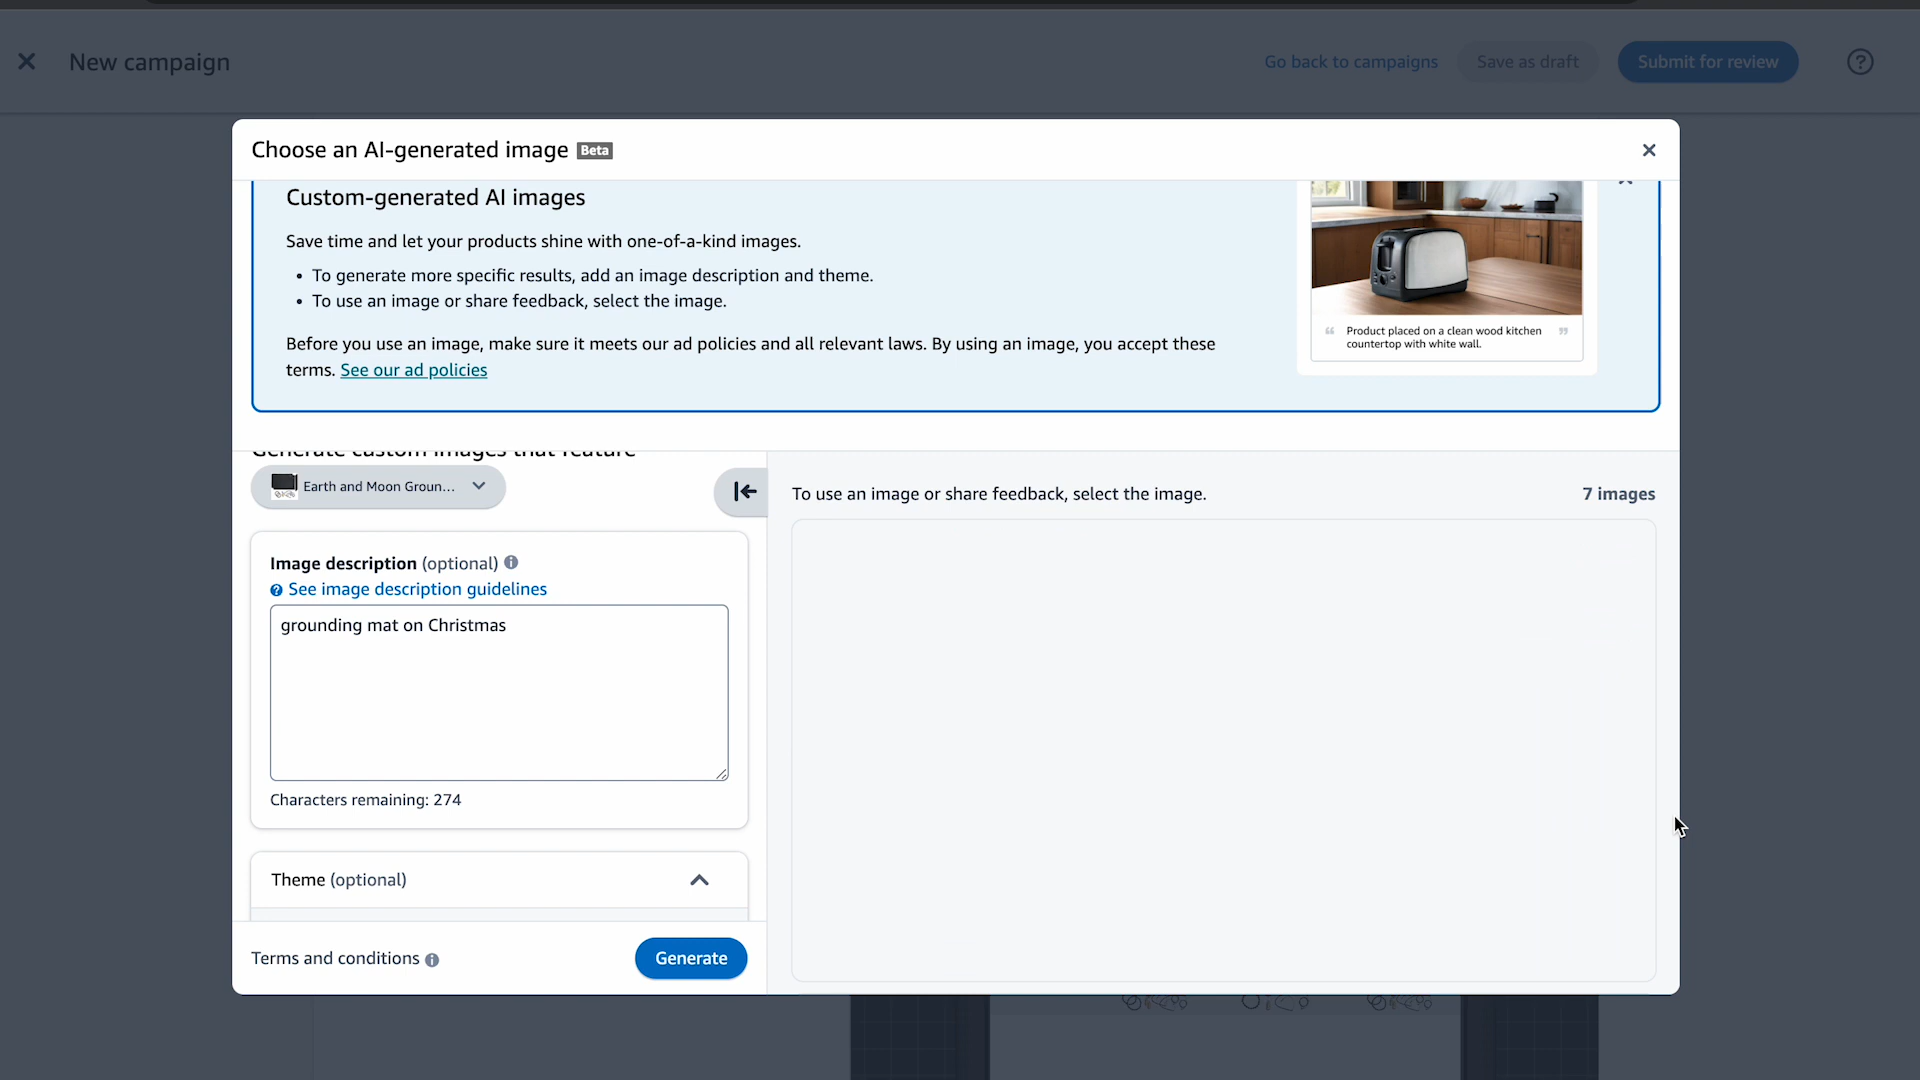 New campaign
Go back to campaigns
Save as draft
Submit for review
?
Choose an AI-generated image Beta
Custom-generated AI images
Save time and let your products shine with one-of-a-kind images.
• To generate more specific results, add an image description and theme.
• To use an image or share feedback, select the image.
Before you use an image, make sure it meets our ad policies and all relevant laws. By using an image, you accept these
terms. See our ad policies
“ Product placed on a clean wood kitchen ”
countertop with white wall.
Generate custom images that feature
Earth and Moon Groun...
To use an image or share feedback, select the image.
7 images
Image description (optional)
See image description guidelines
grounding mat on Christmas
Characters remaining: 274
Theme (optional)
Terms and conditions
Generate